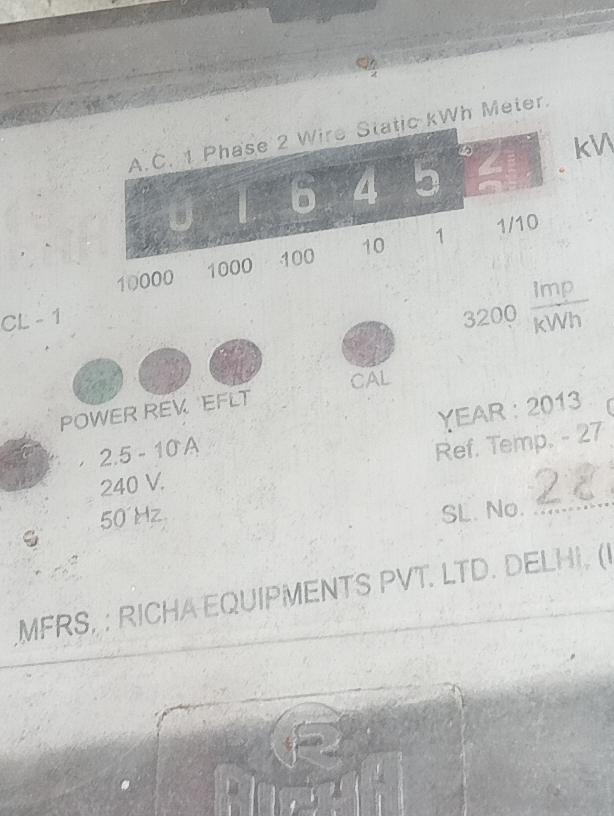 A.C. 1 Phase 2 Wire Static kWh Meter.
0 1 6 4 5 2
10000 1000 100 10 1 1/10
CL - 1
3200 Imp
kWh
POWER REV. EFLT CAL
YEAR : 2013
2.5 - 10 A
Ref. Temp. - 27
240 V.
50 Hz
SL. No.
MFRS. : RICHA EQUIPMENTS PVT. LTD. DELHI.
R
RICHA